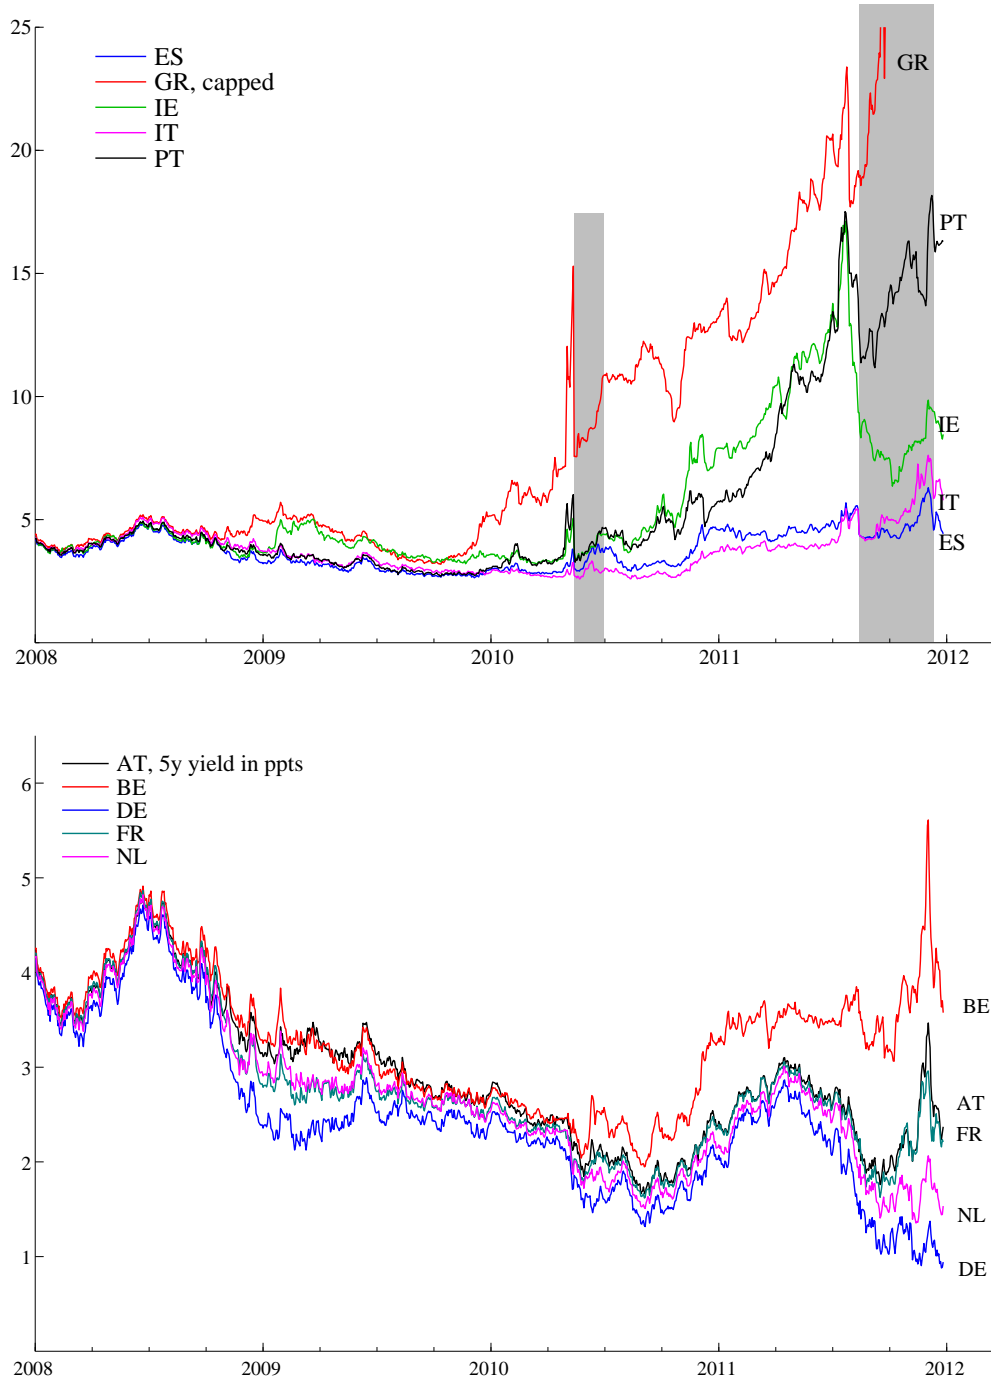 25
20
15
10
5
ES
GR, capped
IE
IT
PT
GR
PT
IE
IT
ES
2008
2009
2010
2011
2012
6
5
4
3
2
1
AT, 5y yield in ppts
BE
DE
FR
NL
BE
AT
FR
NL
DE
2008
2009
2010
2011
2012